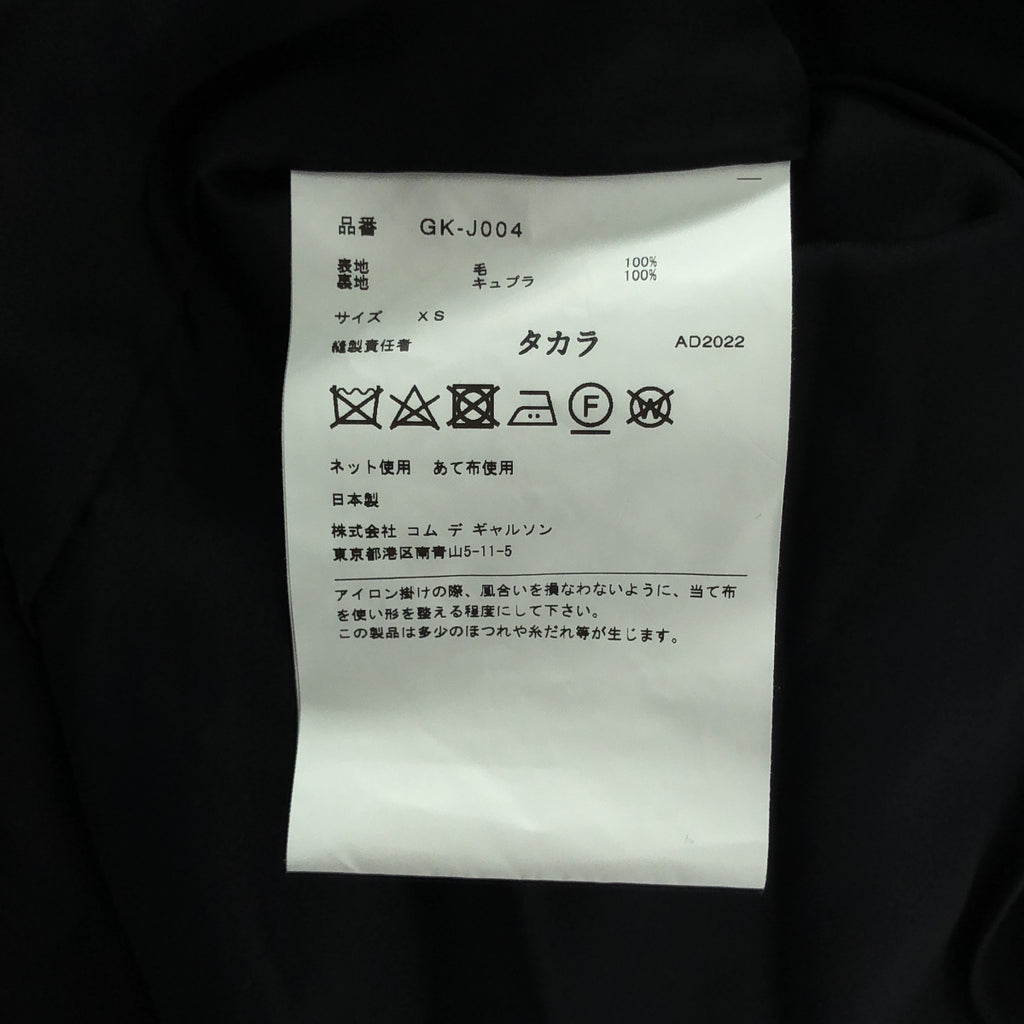 品番 GK-J004
表地 毛 100%
裏地 キュプラ 100%
サイズ XS
縫製責任者 タカラ AD2022
F W
ネット使用 あて布使用
日本製
株式会社 コム デ ギャルソン
東京都港区南青山5-11-5
アイロン掛けの際、風合いを損なわないように、当て布
を使い形を整える程度にして下さい。
この製品は多少のほつれや糸だれ等が生じます。